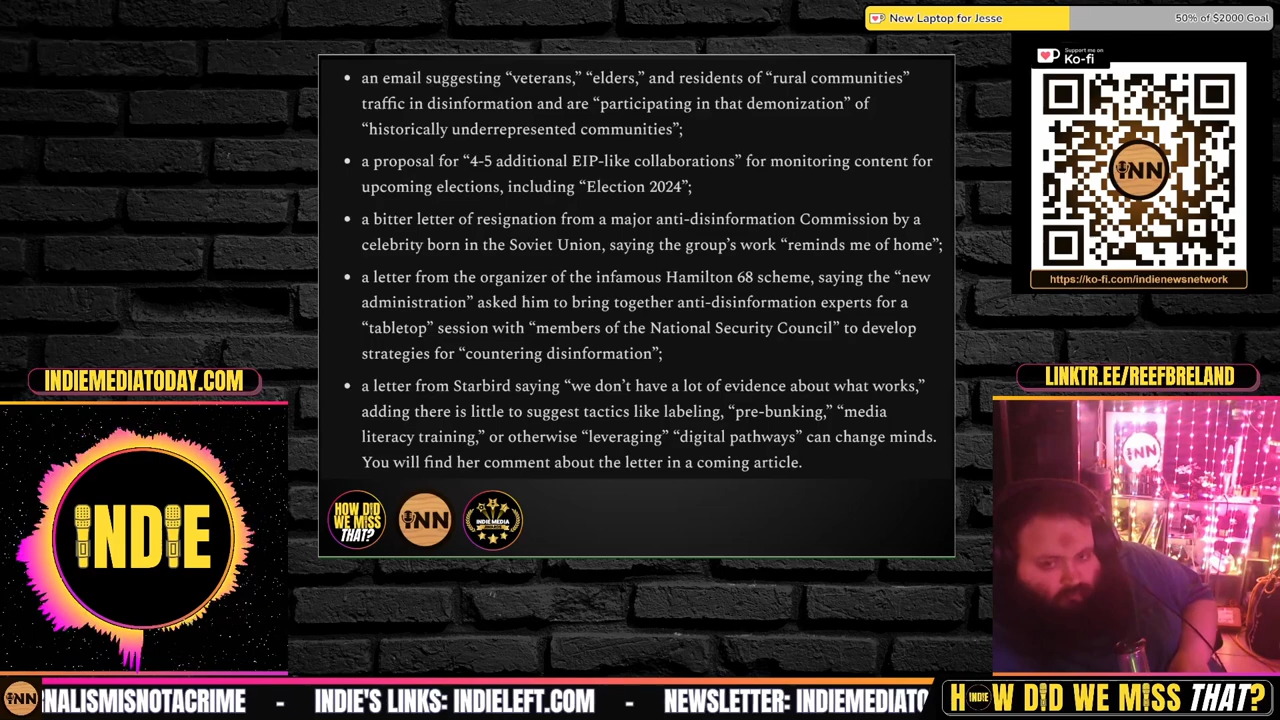 New Laptop for Jesse
50% of $2000 Goal
Support me on
Ko-fi
INN
https://ko-fi.com/indienewsnetwork
• an email suggesting “veterans,” “elders,” and residents of “rural communities”
traffic in disinformation and are “participating in that demonization” of
“historically underrepresented communities”;
• a proposal for “4-5 additional EIP-like collaborations” for monitoring content for
upcoming elections, including “Election 2024”;
• a bitter letter of resignation from a major anti-disinformation Commission by a
celebrity born in the Soviet Union, saying the group’s work “reminds me of home”;
• a letter from the organizer of the infamous Hamilton 68 scheme, saying the “new
administration” asked him to bring together anti-disinformation experts for a
“tabletop” session with “members of the National Security Council” to develop
strategies for “countering disinformation”;
• a letter from Starbird saying “we don’t have a lot of evidence about what works,”
adding there is little to suggest tactics like labeling, “pre-bunking,” “media
literacy training,” or otherwise “leveraging” “digital pathways” can change minds.
You will find her comment about the letter in a coming article.
HOW DID
WE MISS
THAT?
INN
INDIE MEDIA
INDIEMEDIATODAY.COM
INDIE
LINKTR.EE/REEFBRELAND
INN
INN
RNALISMISNOTACRIME - INDIE'S LINKS: INDIELEFT.COM - NEWSLETTER: INDIEMEDIATO
HOW DID WE MISS THAT?